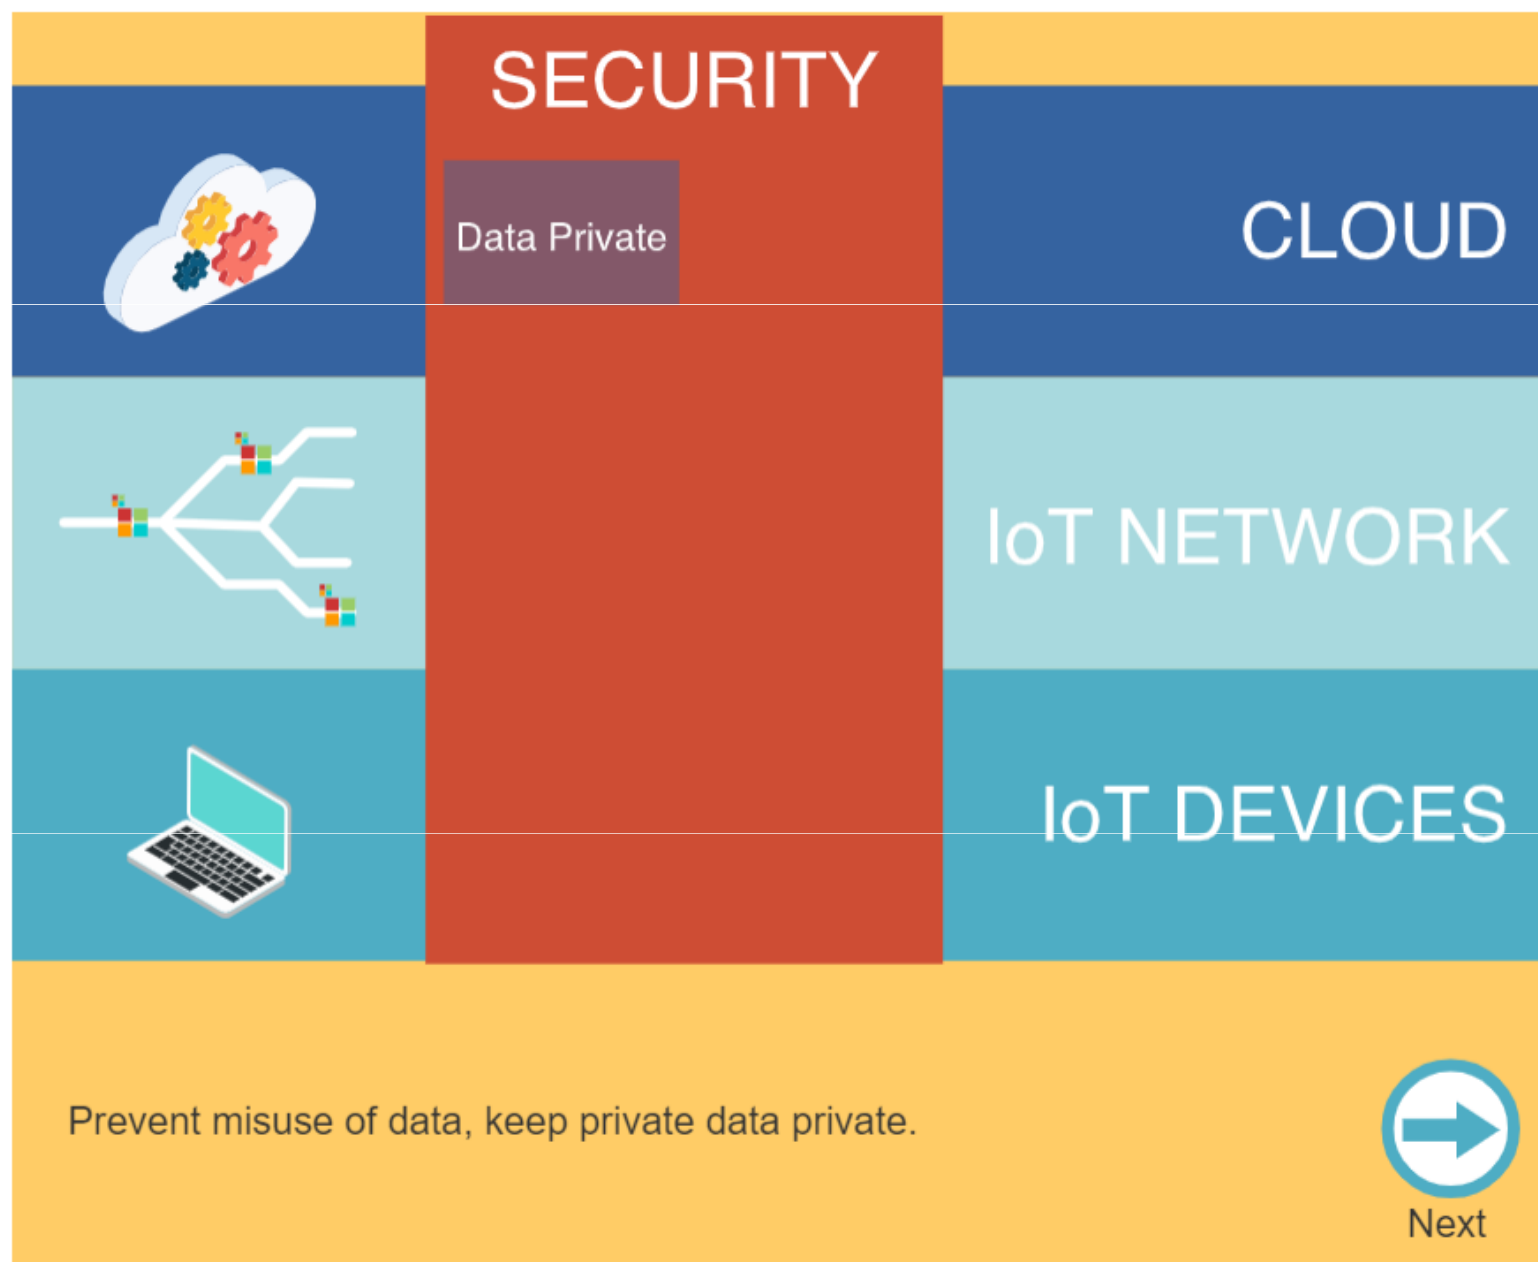 SECURITY
Data Private
CLOUD
IoT NETWORK
IoT DEVICES
Prevent misuse of data, keep private data private.
Next